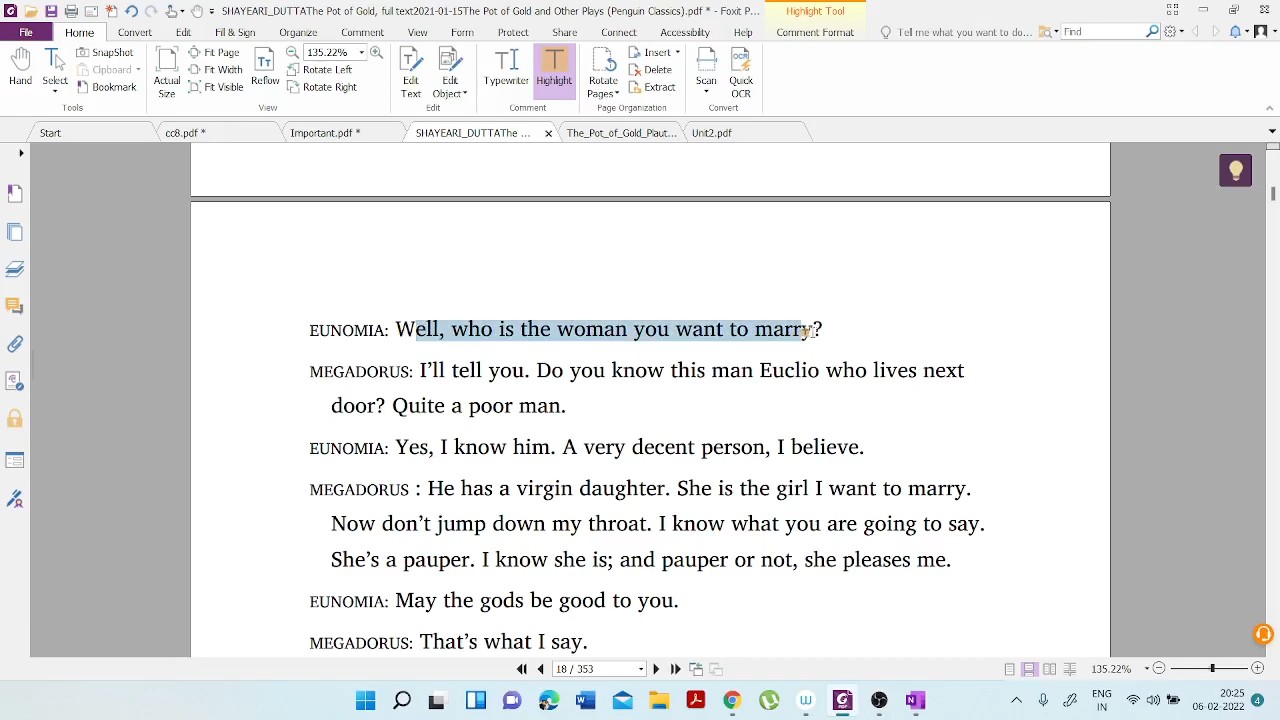 SHAYEARI_DUTTAThe Pot of Gold, full text2021-01-15The Pot of Gold and Other Plays (Penguin Classics).pdf * - Foxit P...
Highlight Tool
File Home Convert Edit Fill & Sign Organize Comment View Form Protect Share Connect Accessibility Help Comment Format Tell me what you want to do... Find
SnapShot Fit Page 135.22% Insert
Clipboard Fit Width Rotate Left Delete
Bookmark Fit Visible Rotate Right Extract
Hand Select Actual Size Reflow Edit Text Edit Object Typewriter Highlight Rotate Pages Scan Quick OCR
Tools View Edit Comment Page Organization Convert
Start cc8.pdf * Important.pdf * SHAYEARI_DUTTAThe ... The_Pot_of_Gold_Plaut... Unit2.pdf
EUNOMIA: Well, who is the woman you want to marry?
MEGADORUS: I’ll tell you. Do you know this man Euclio who lives next
door? Quite a poor man.
EUNOMIA: Yes, I know him. A very decent person, I believe.
MEGADORUS : He has a virgin daughter. She is the girl I want to marry.
Now don’t jump down my throat. I know what you are going to say.
She’s a pauper. I know she is; and pauper or not, she pleases me.
EUNOMIA: May the gods be good to you.
MEGADORUS: That’s what I say.
18 / 353 135.22%
ENG 20:25
IN 06-02-2022 4